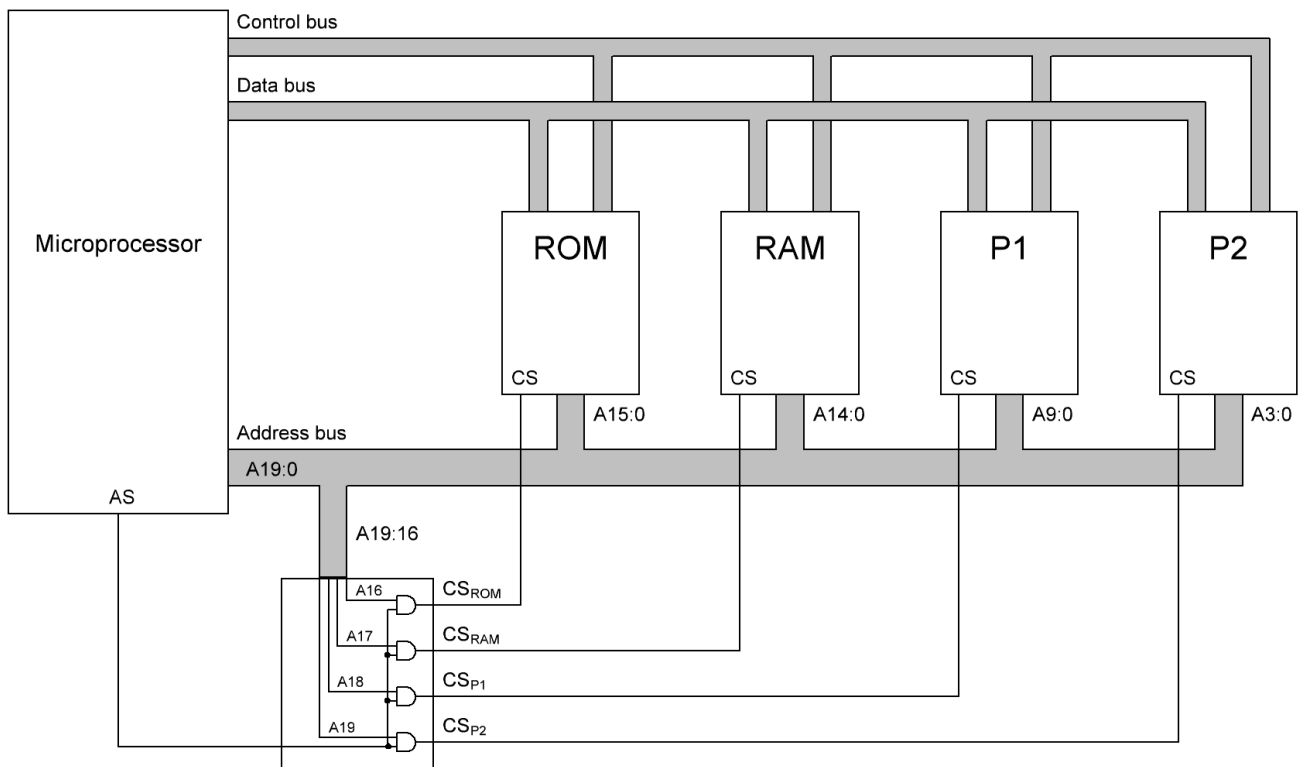 Control bus
Data bus
Microprocessor
ROM
RAM
P1
P2
CS
CS
CS
CS
A15:0
A14:0
A9:0
A3:0
Address bus
A19:0
AS
A19:16
A16
CSROM
A17
CSRAM
A18
CSP1
A19
CSP2